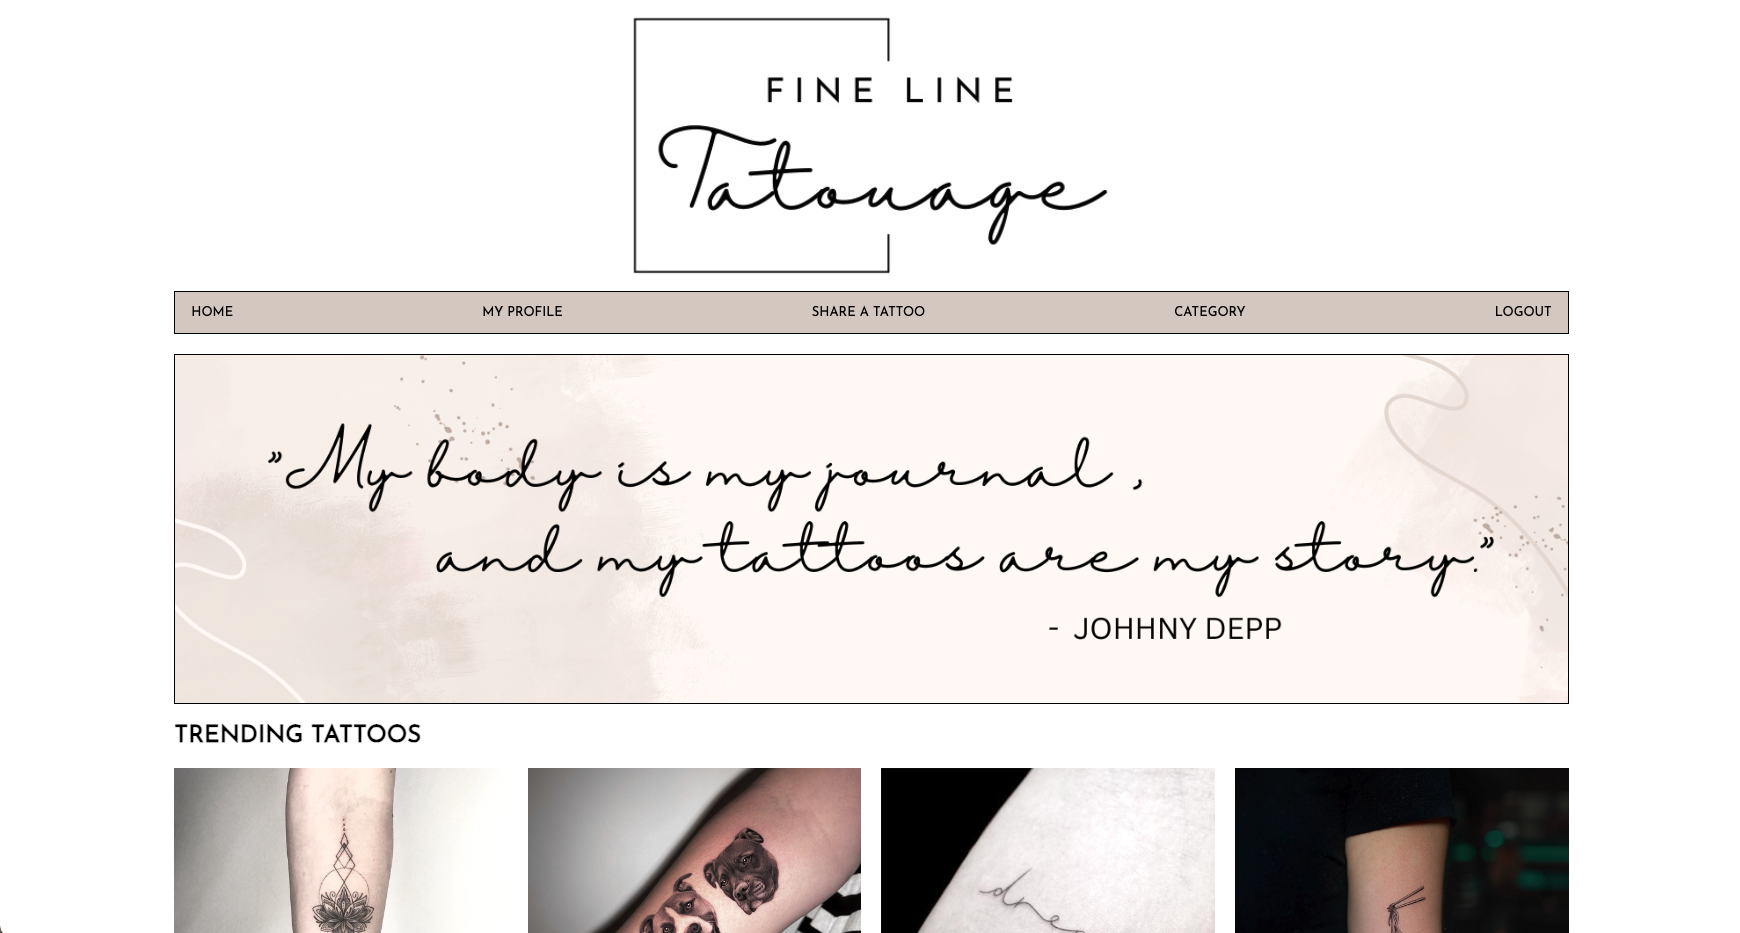 FINE LINE
Tatouage
HOME MY PROFILE SHARE A TATTOO CATEGORY LOGOUT
”My body is my journal ,
and my tattoos are my story.”
- JOHHNY DEPP
TRENDING TATTOOS